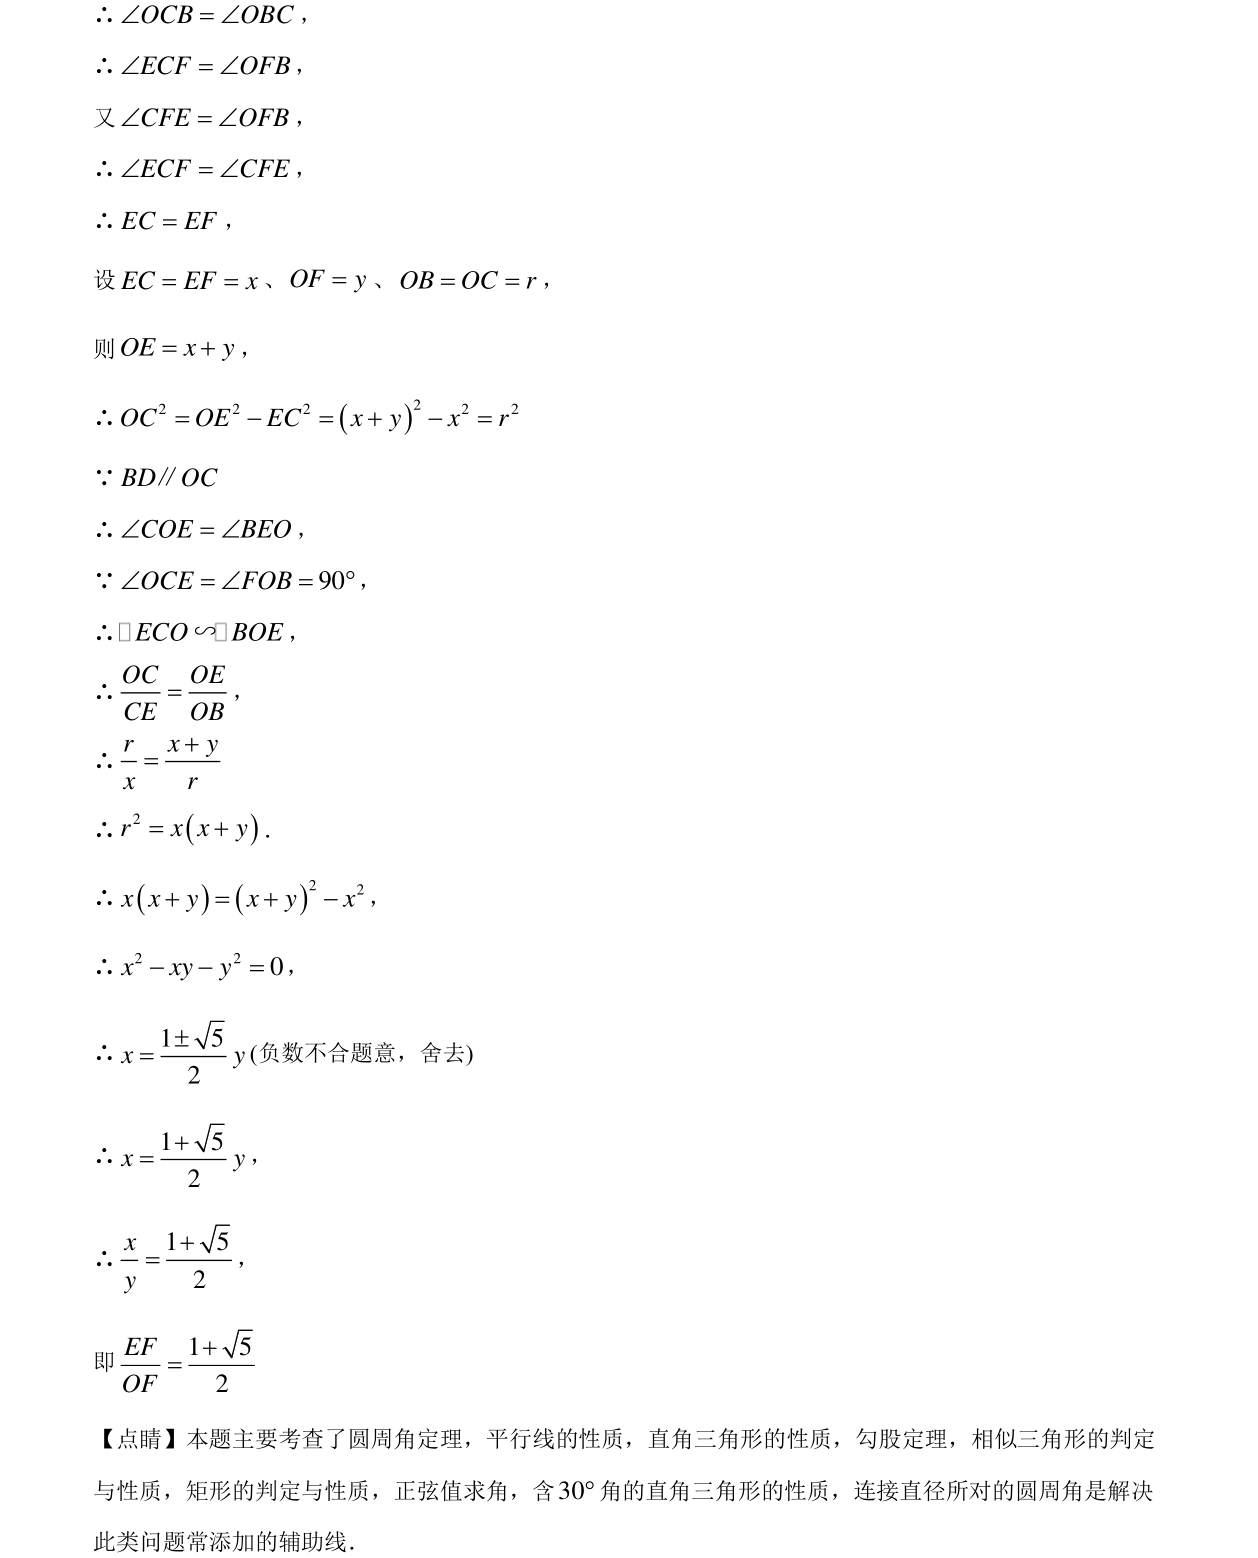 ∴∠OCB = ∠OBC，
∴∠ECF = ∠OFB，
又∠CFE = ∠OFB，
∴∠ECF = ∠CFE，
∴EC = EF，
设EC = EF = x、OF = y、OB = OC = r，
则OE = x + y，
∴OC² = OE² − EC² = (x + y)² − x² = r²
∵BD∥OC
∴∠COE = ∠BEO，
∵∠OCE = ∠FOB = 90°，
∴□ECO∽□BOE，
∴OC/CE = OE/OB，
∴r/x = (x + y)/r
∴r² = x(x + y).
∴x(x + y) = (x + y)² − x²，
∴x² − xy − y² = 0，
∴x = (1 ± √5)/2 y(负数不合题意，舍去)
∴x = (1 + √5)/2 y，
∴x/y = (1 + √5)/2，
即EF/OF = (1 + √5)/2
【点睛】本题主要考查了圆周角定理，平行线的性质，直角三角形的性质，勾股定理，相似三角形的判定
与性质，矩形的判定与性质，正弦值求角，含30°角的直角三角形的性质，连接直径所对的圆周角是解决
此类问题常添加的辅助线．